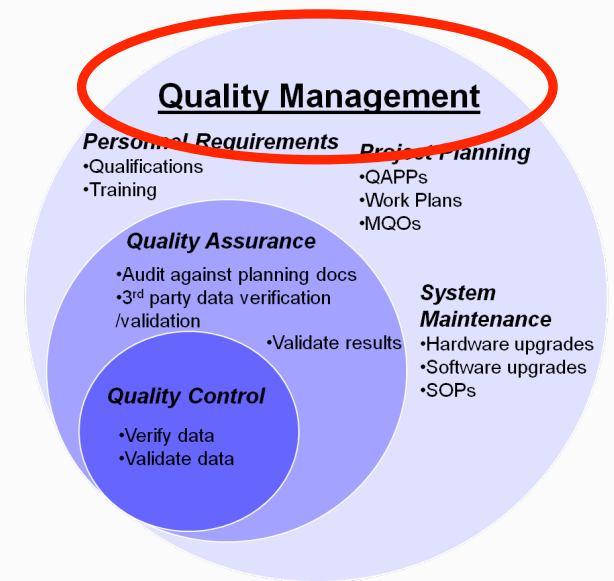 Quality Management
Personnel Requirements
•Qualifications
•Training
Project Planning
•QAPPs
•Work Plans
•MQOs
Quality Assurance
•Audit against planning docs
•3rd party data verification
/validation
•Validate results
System
Maintenance
•Hardware upgrades
•Software upgrades
•SOPs
Quality Control
•Verify data
•Validate data